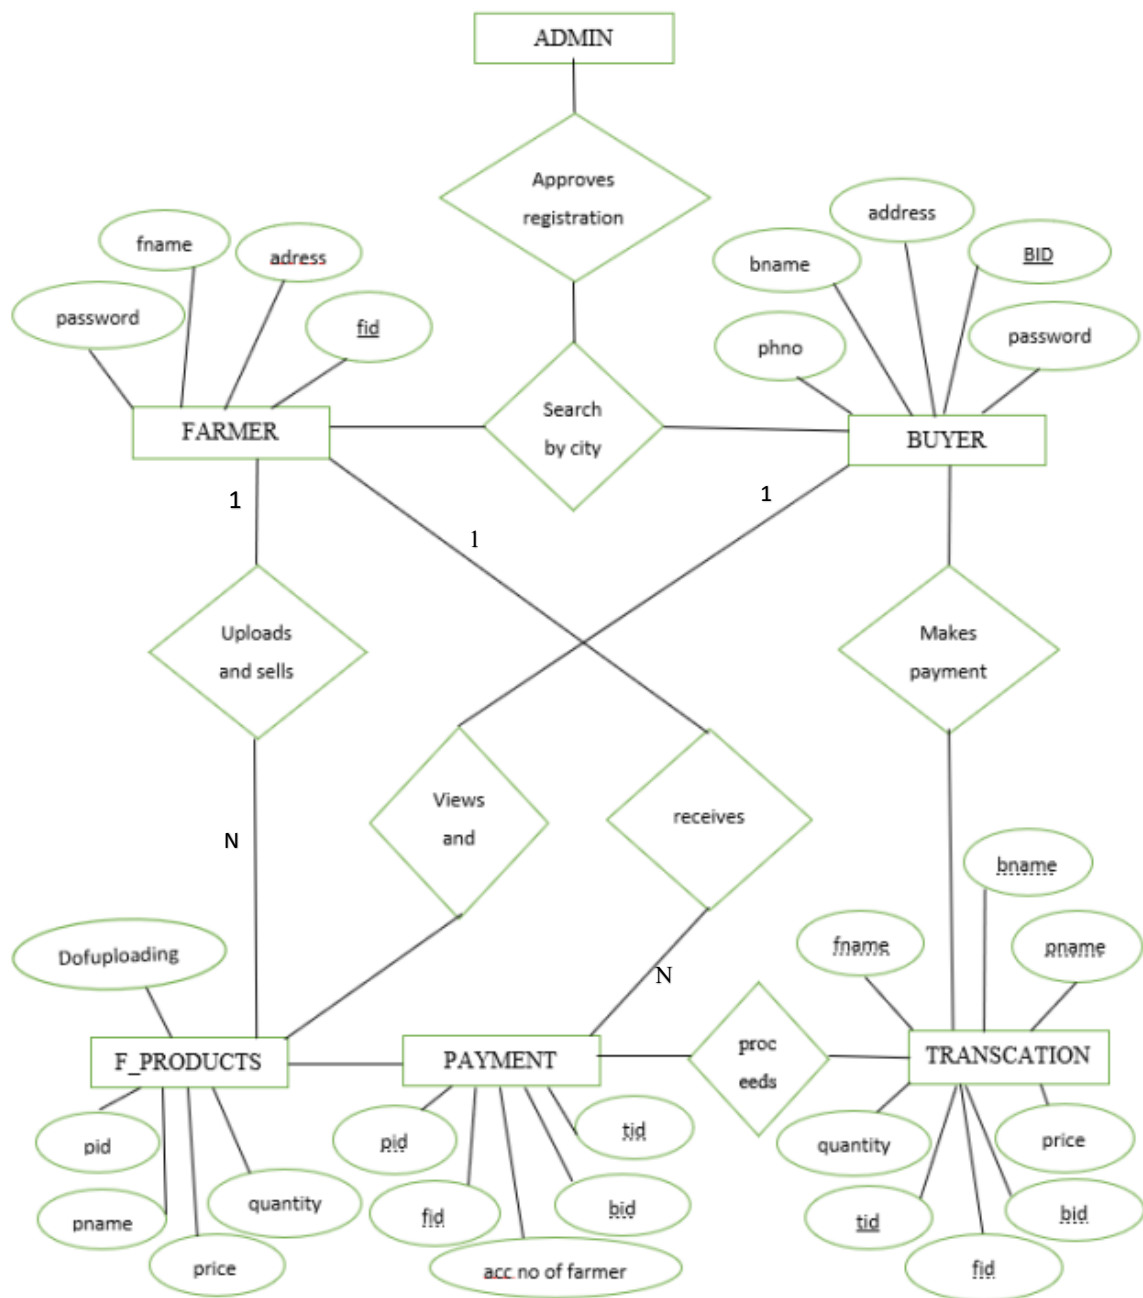 ADMIN
Approves
registration
address
fname
adress
bname
BID
password
fid
phno
password
Search
by city
FARMER
BUYER
1
1
1
Uploads
and sells
Makes
payment
Views
and
receives
N
bname
fname
pname
Dofuploading
N
F_PRODUCTS
PAYMENT
proc
eeds
TRANSCATION
pid
pid
tid
quantity
price
pname
quantity
fid
bid
tid
bid
price
acc no of farmer
fid